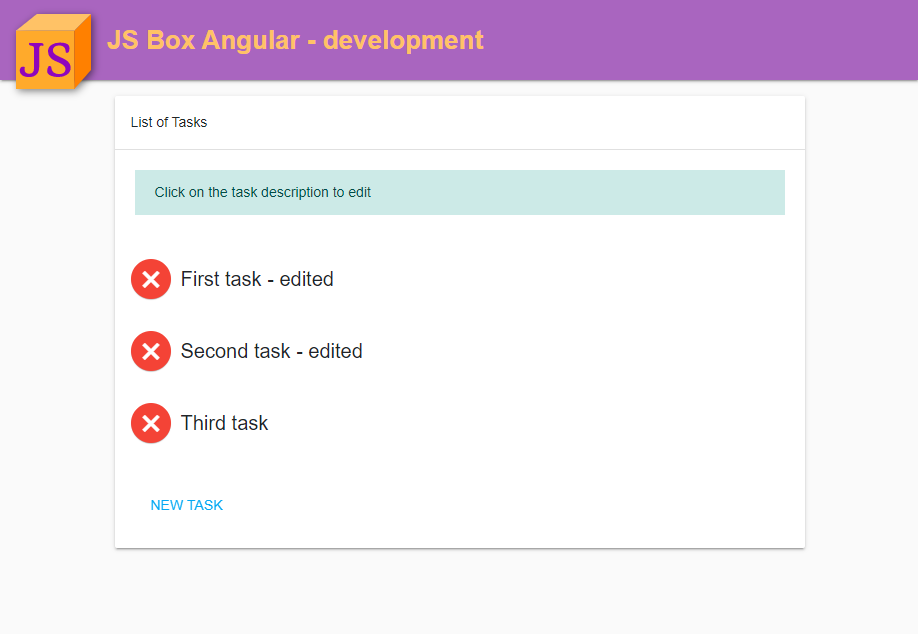 JS
JS Box Angular - development
List of Tasks
Click on the task description to edit
First task - edited
Second task - edited
Third task
NEW TASK